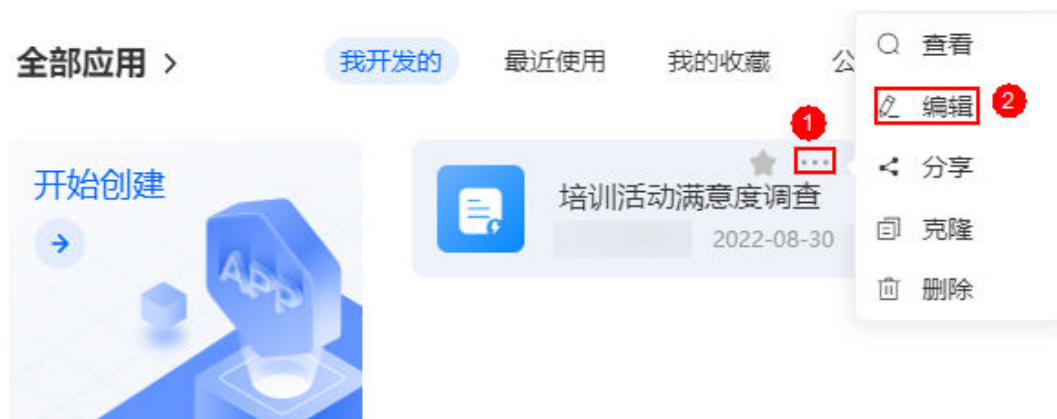 全部应用 >
我开发的 最近使用 我的收藏 公
查看
编辑 2
分享
克隆
删除
开始创建
APP
1
培训活动满意度调查
2022-08-30